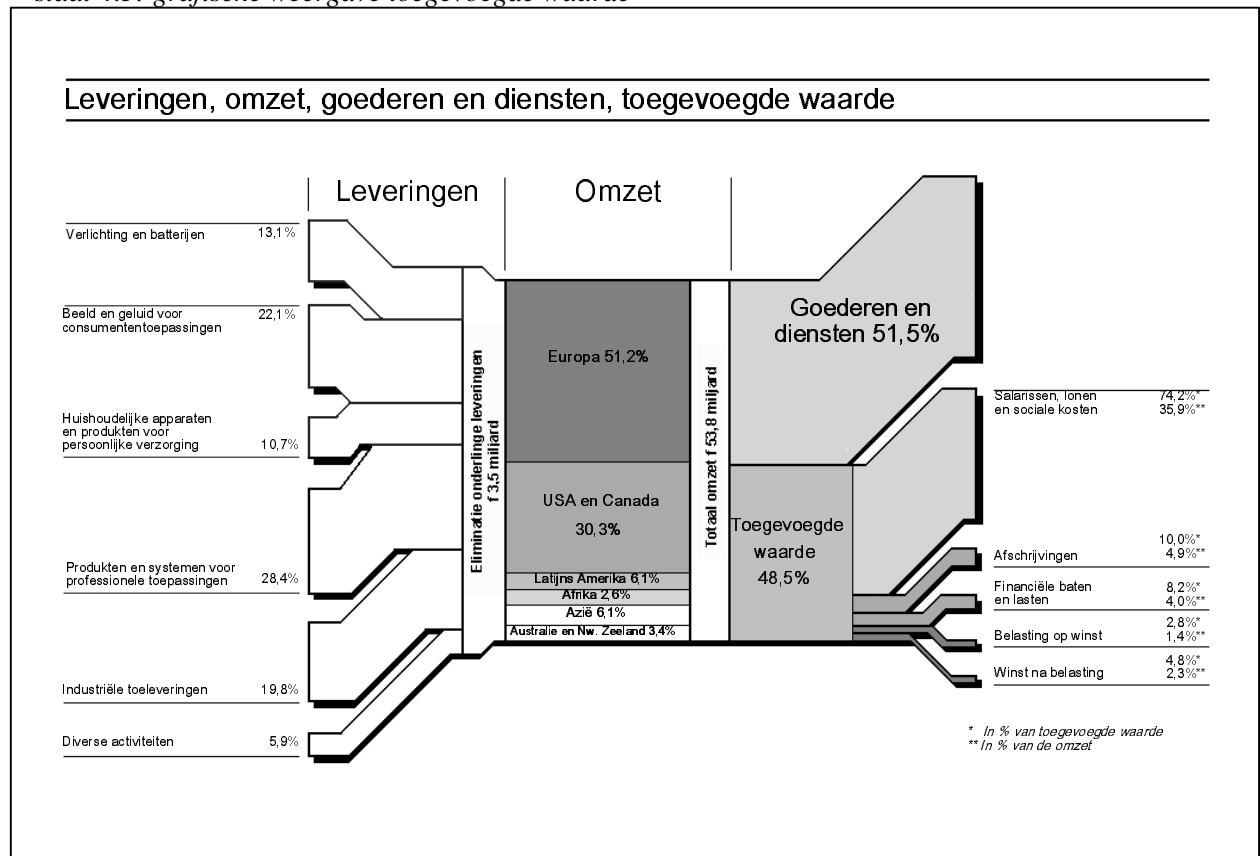 staat 4.3: grafische weergave toegevoegde waarde
Leveringen, omzet, goederen en diensten, toegevoegde waarde
Leveringen
Omzet
Verlichting en batterijen 13,1%
Beeld en geluid voor 22,1%
consumententoepassingen
Huishoudelijke apparaten
en produkten voor
persoonlijke verzorging 10,7%
Produkten en systemen voor
professionele toepassingen 28,4%
Industriële toeleveringen 19,8%
Diverse activiteiten 5,9%
Eliminatie onderlinge leveringen
f 3,5 miljard
Europa 51,2%
USA en Canada
30,3%
Latijns Amerika 6,1%
Afrika 2,6%
Azië 6,1%
Australie en Nw. Zeeland 3,4%
Totaal omzet f 53,8 miljard
Goederen en
diensten 51,5%
Toegevoegde
waarde
48,5%
Salarissen, lonen 74,2%*
en sociale kosten 35,9%**
10,0%*
Afschrijvingen 4,9%**
Financiële baten 8,2%*
en lasten 4,0%**
2,8%*
Belasting op winst 1,4%**
4,8%*
Winst na belasting 2,3%**
* In % van toegevoegde waarde
** In % van de omzet